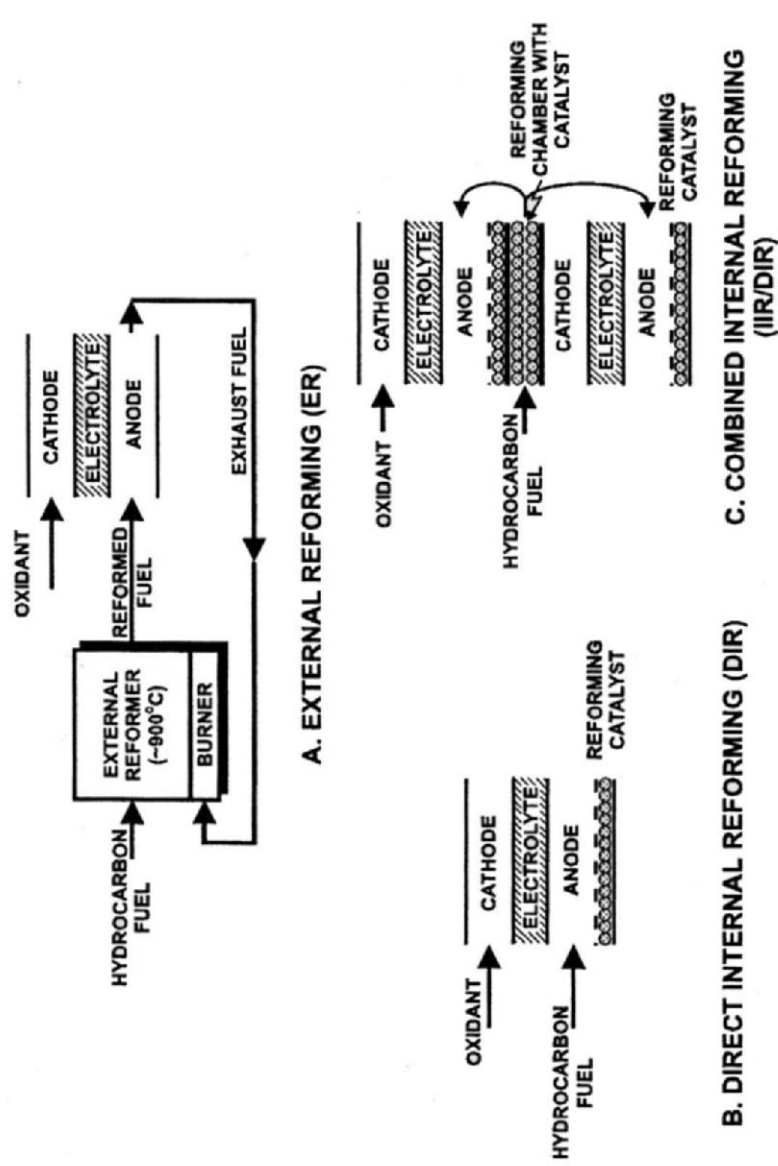 OXIDANT
CATHODE
ELECTROLYTE
ANODE
HYDROCARBON
FUEL
EXTERNAL
REFORMER
(~900°C)
BURNER
REFORMED
FUEL
EXHAUST FUEL
A. EXTERNAL REFORMING (ER)
OXIDANT
CATHODE
ELECTROLYTE
HYDROCARBON
FUEL
ANODE
REFORMING
CATALYST
B. DIRECT INTERNAL REFORMING (DIR)
OXIDANT
CATHODE
ELECTROLYTE
ANODE
REFORMING
CHAMBER WITH
CATALYST
HYDROCARBON
FUEL
CATHODE
ELECTROLYTE
ANODE
REFORMING
CATALYST
C. COMBINED INTERNAL REFORMING
(IIR/DIR)